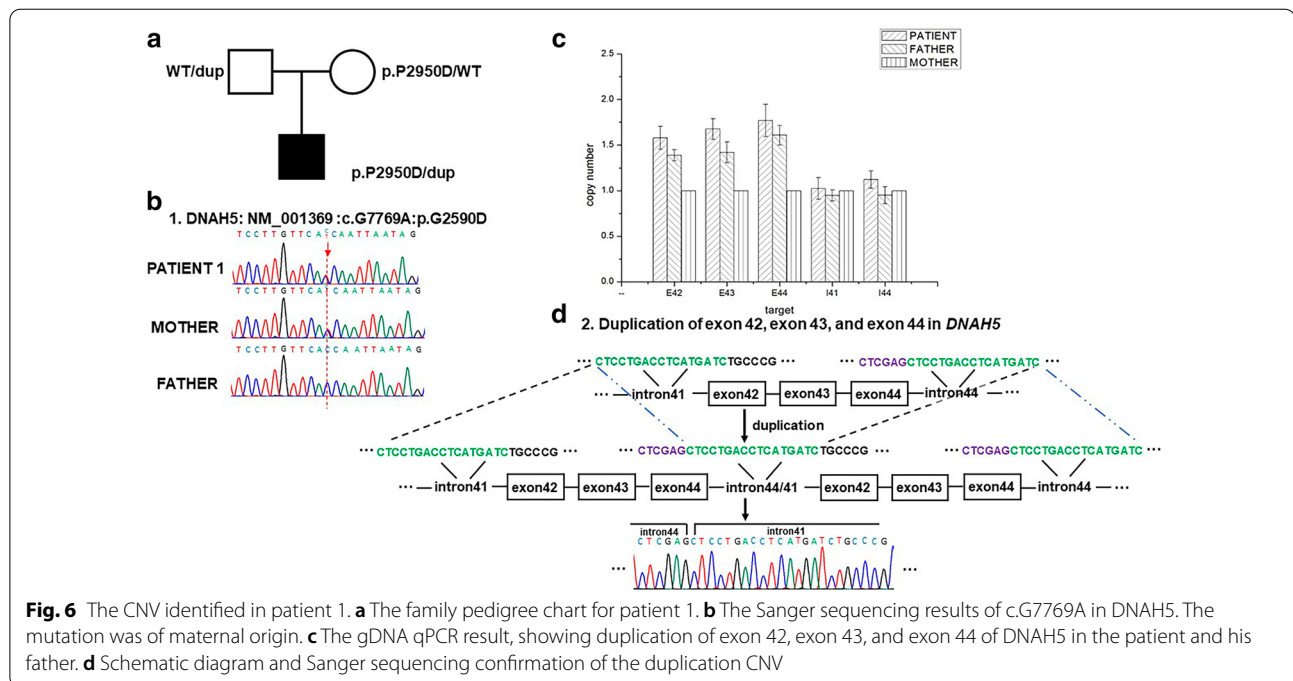 a
WT/dup
p.P2950D/WT
p.P2950D/dup
b
1. DNAH5: NM_001369 :c.G7769A:p.G2590D
PATIENT 1
T C C T T G T T C A C A A T T A A T A G
MOTHER
T C C T T G T T C A C C A A T T A A T A G
FATHER
c
PATIENT
FATHER
MOTHER
2.5
2.0
1.5
1.0
0.5
0.0
copy number
--
E42
E43
E44
I41
I44
target
d
2. Duplication of exon 42, exon 43, and exon 44 in DNAH5
··· CTCCTGACCTCATGATCTGCCCG ···
··· CTCGAGCTCCTGACCTCATGATC ···
··· intron41 exon42 exon43 exon44 intron44 ···
duplication
··· CTCCTGACCTCATGATCTGCCCG ···
··· CTCGAGCTCCTGACCTCATGATCTGCCCG ···
··· CTCGAGCTCCTGACCTCATGATC ···
··· intron41 exon42 exon43 exon44 intron44/41 exon42 exon43 exon44 intron44 ···
intron44 intron41
C T C G A G C T C C T G A C C T C A T G A T C T G C C C G
··· ···
Fig. 6 The CNV identified in patient 1. a The family pedigree chart for patient 1. b The Sanger sequencing results of c.G7769A in DNAH5. The
mutation was of maternal origin. c The gDNA qPCR result, showing duplication of exon 42, exon 43, and exon 44 of DNAH5 in the patient and his
father. d Schematic diagram and Sanger sequencing confirmation of the duplication CNV